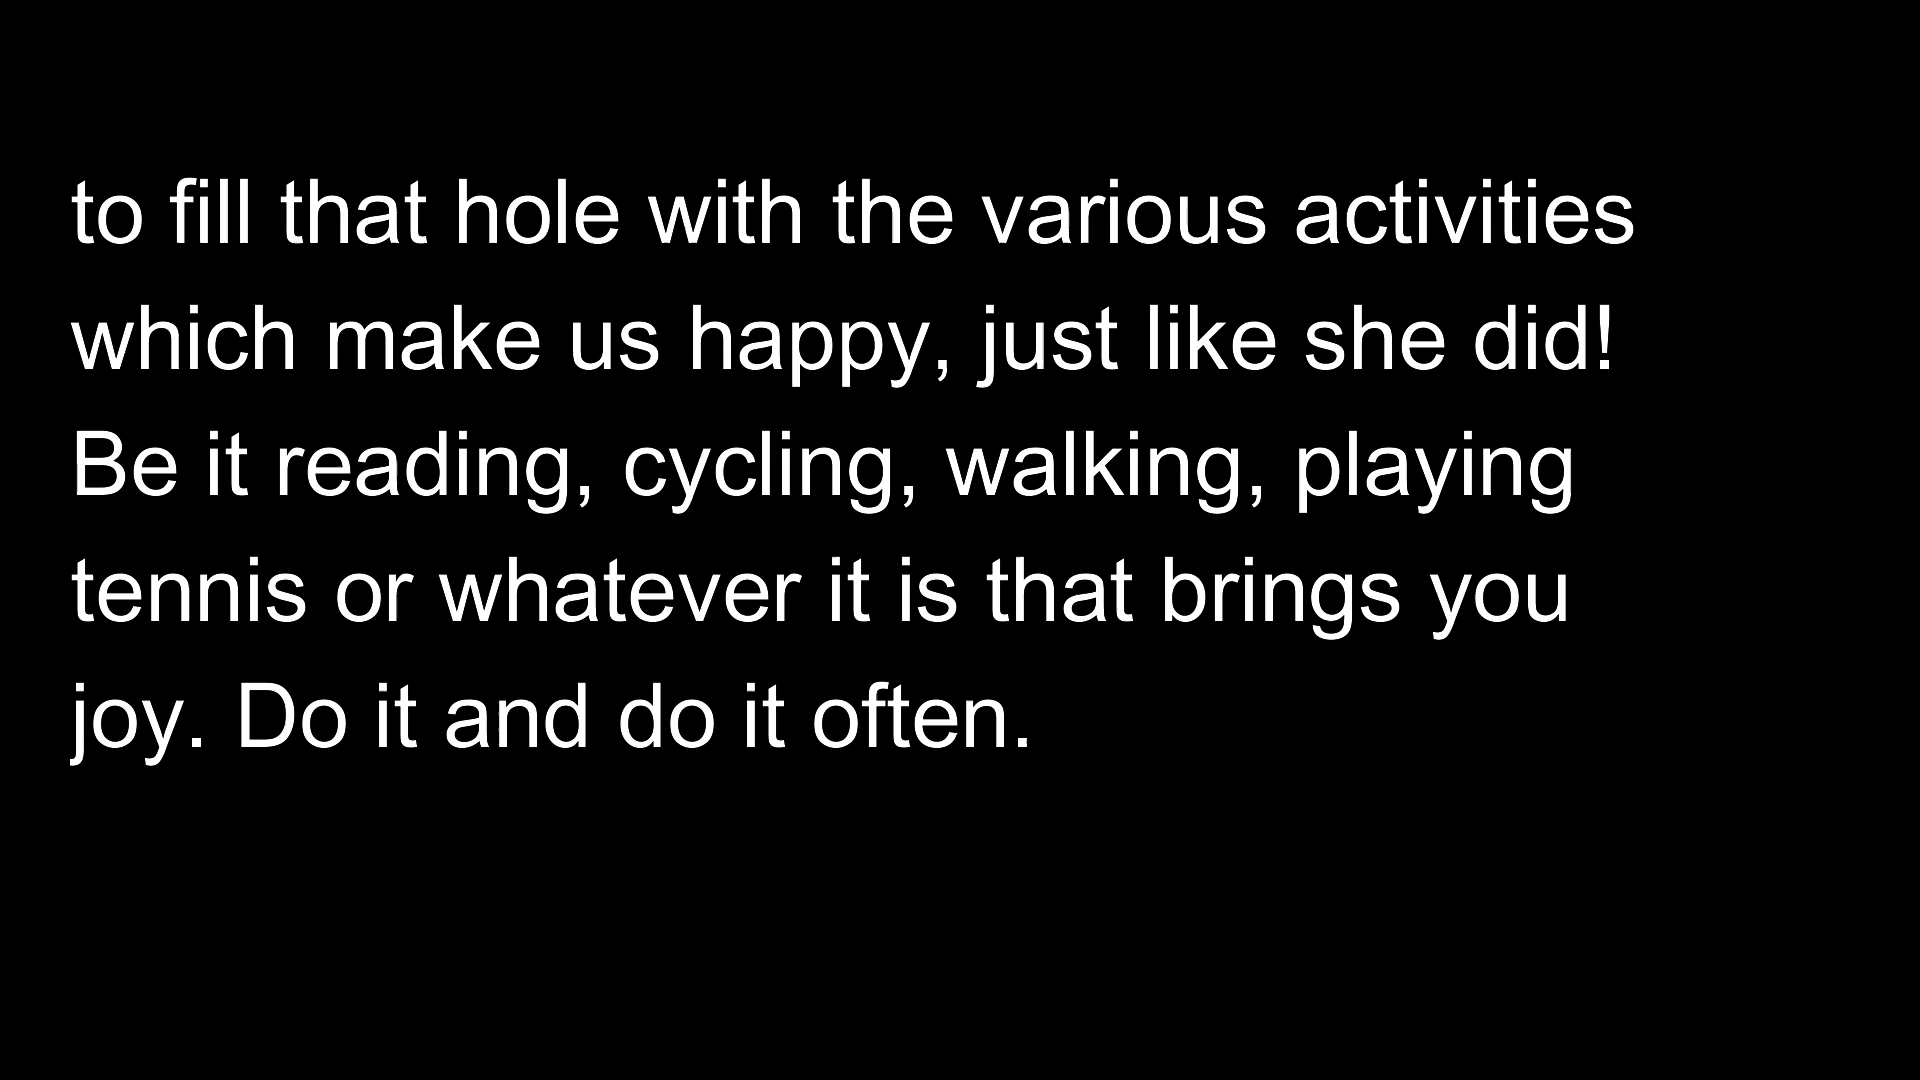 to fill that hole with the various activities
which make us happy, just like she did!
Be it reading, cycling, walking, playing
tennis or whatever it is that brings you
joy. Do it and do it often.